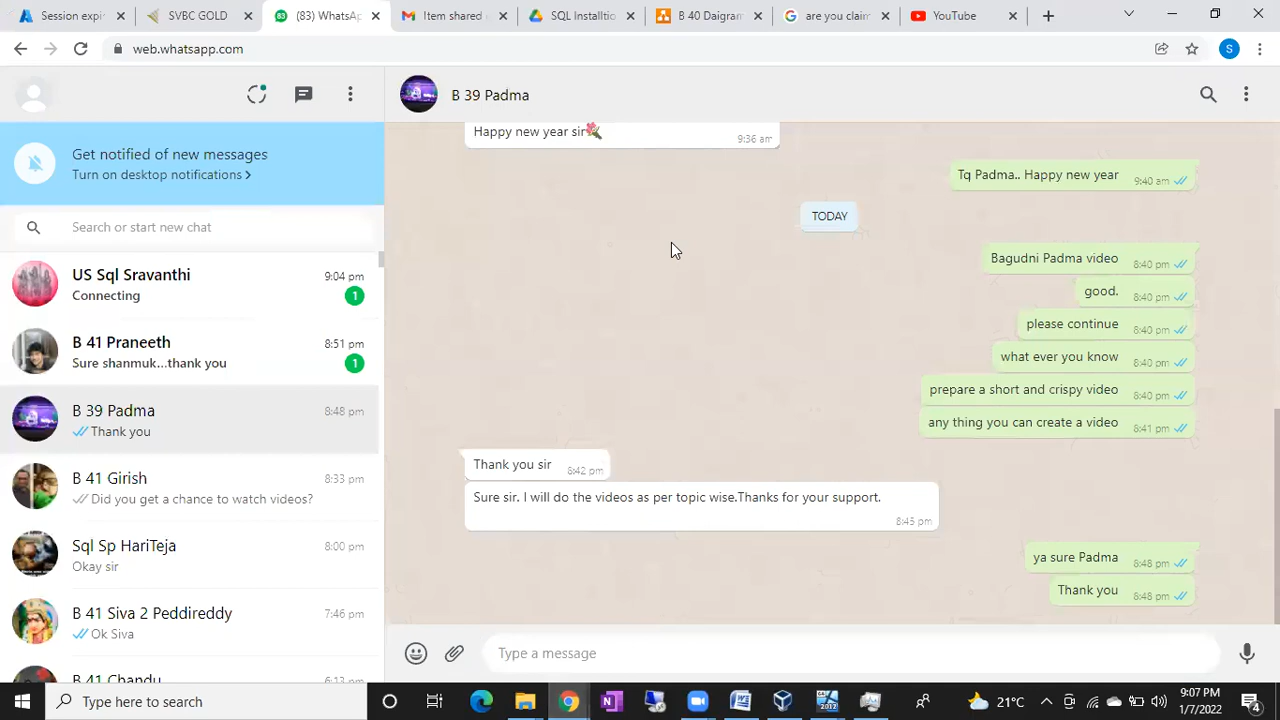 Azure expir
SVBC GOLD
(83) WhatsAp
Item shared
SQL Installtio
B 40 Daigram
are you claim
YouTube
web.whatsapp.com
S
B 39 Padma
Get notified of new messages
Turn on desktop notifications >
Search or start new chat
US Sql Sravanthi
9:04 pm
Connecting
1
B 41 Praneeth
8:51 pm
Sure shanmuk...thank you
1
B 39 Padma
8:48 pm
Thank you
B 41 Girish
8:33 pm
Did you get a chance to watch videos?
Sql Sp HariTeja
8:00 pm
Okay sir
B 41 Siva 2 Peddireddy
7:46 pm
Ok Siva
B 41 Chandu
6:13 pm
Happy new year sir
9:36 am
Tq Padma.. Happy new year
9:40 am
TODAY
Bagudni Padma video
8:40 pm
good.
8:40 pm
please continue
8:40 pm
what ever you know
8:40 pm
prepare a short and crispy video
8:40 pm
any thing you can create a video
8:41 pm
Thank you sir
8:42 pm
Sure sir. I will do the videos as per topic wise.Thanks for your support.
8:45 pm
ya sure Padma
8:48 pm
Thank you
8:48 pm
Type a message
Type here to search
21°C
9:07 PM
1/7/2022
4